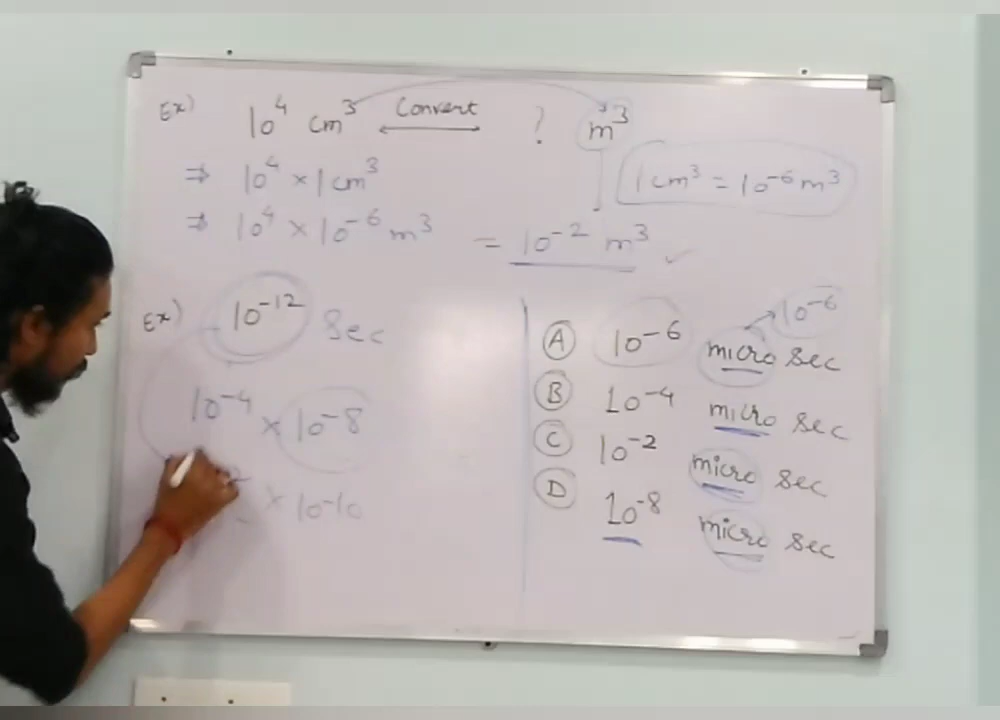 Ex) 10⁴ cm³ Convert ? m³
⇒ 10⁴ × 1 cm³
1 cm³ = 10⁻⁶ m³
⇒ 10⁴ × 10⁻⁶ m³ = 10⁻² m³ ✓
Ex) 10⁻¹² Sec
10⁻⁴ × 10⁻⁸
× 10⁻¹⁰
10⁻⁶
(A) 10⁻⁶ micro sec
(B) 10⁻⁴ micro sec
(C) 10⁻² micro sec
(D) 10⁻⁸ micro sec